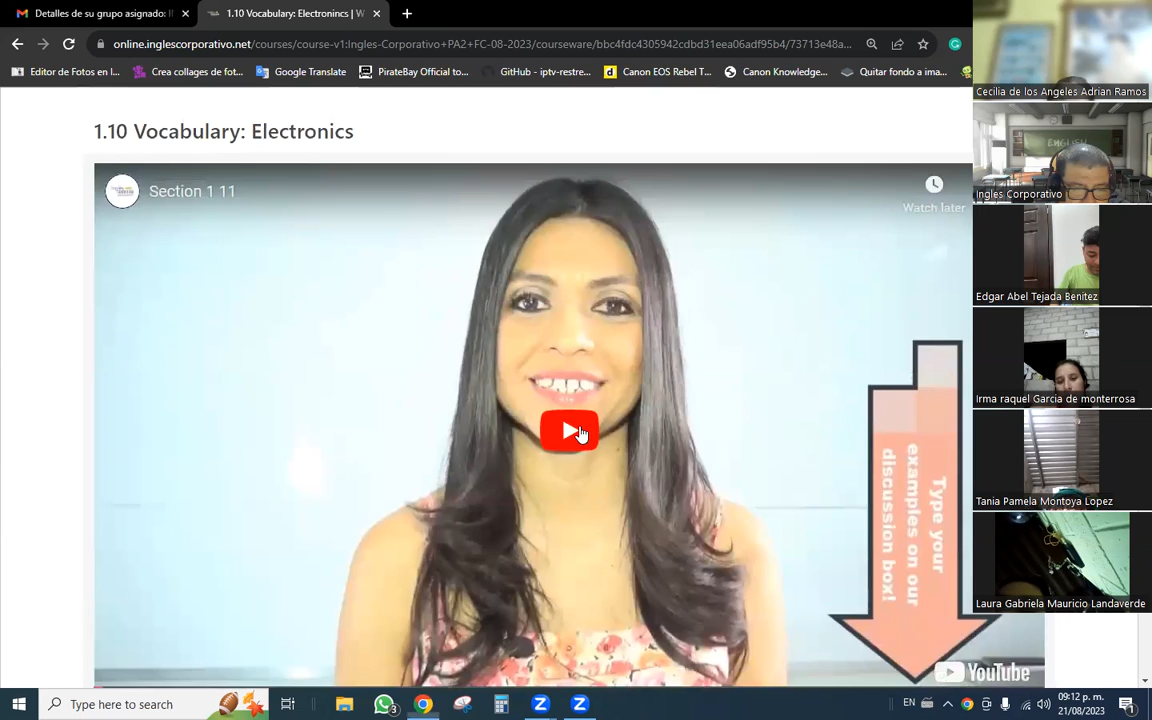 Detalles de su grupo asignado: I
1.10 Vocabulary: Electroninics | W
online.inglescorporativo.net/courses/course-v1:Ingles-Corporativo+PA2+FC-08-2023/courseware/bbc4fdc4305942cdbd31eea06adf95b4/73713e48a...
Editor de Fotos en l...
Crea collages de fot...
Google Translate
PirateBay Official to...
GitHub - iptv-restre...
Canon EOS Rebel T...
Canon Knowledge...
Quitar fondo a ima...
1.10 Vocabulary: Electronics
Section 1 11
Watch later
Type your
examples on our
discussion box!
YouTube
Cecilia de los Angeles Adrian Ramos
ENGLISH
Ingles Corporativo
Edgar Abel Tejada Benitez
Irma raquel Garcia de monterrosa
Tania Pamela Montoya Lopez
Laura Gabriela Mauricio Landaverde
Type here to search
3
EN
09:12 p. m.
21/08/2023
1